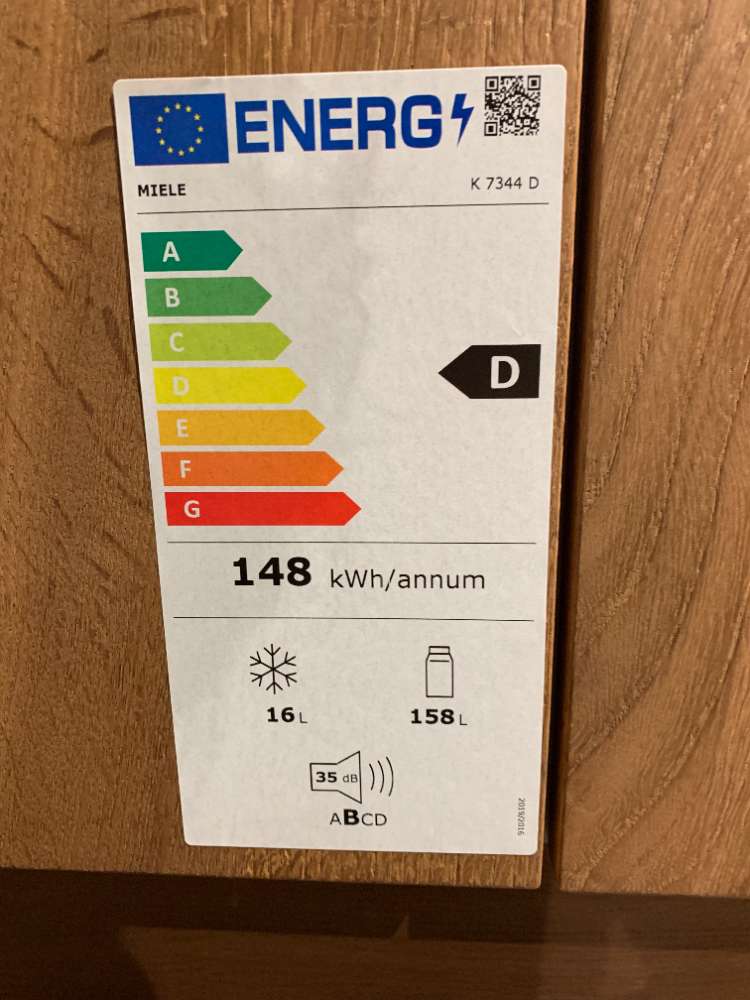 ENERG
MIELE K 7344 D
A
B
C
D D
E
F
G
148 kWh/annum
16 L 158 L
35 dB
ABCD
2019/2016